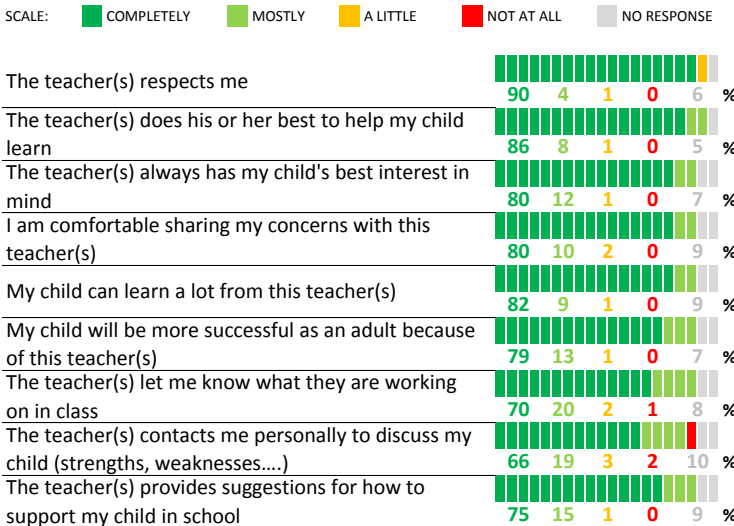 SCALE: COMPLETELY MOSTLY A LITTLE NOT AT ALL NO RESPONSE
The teacher(s) respects me
90 4 1 0 6 %
The teacher(s) does his or her best to help my child
learn
86 8 1 0 5 %
The teacher(s) always has my child's best interest in
mind
80 12 1 0 7 %
I am comfortable sharing my concerns with this
teacher(s)
80 10 2 0 9 %
My child can learn a lot from this teacher(s)
82 9 1 0 9 %
My child will be more successful as an adult because
of this teacher(s)
79 13 1 0 7 %
The teacher(s) let me know what they are working
on in class
70 20 2 1 8 %
The teacher(s) contacts me personally to discuss my
child (strengths, weaknesses....)
66 19 3 2 10 %
The teacher(s) provides suggestions for how to
support my child in school
75 15 1 0 9 %